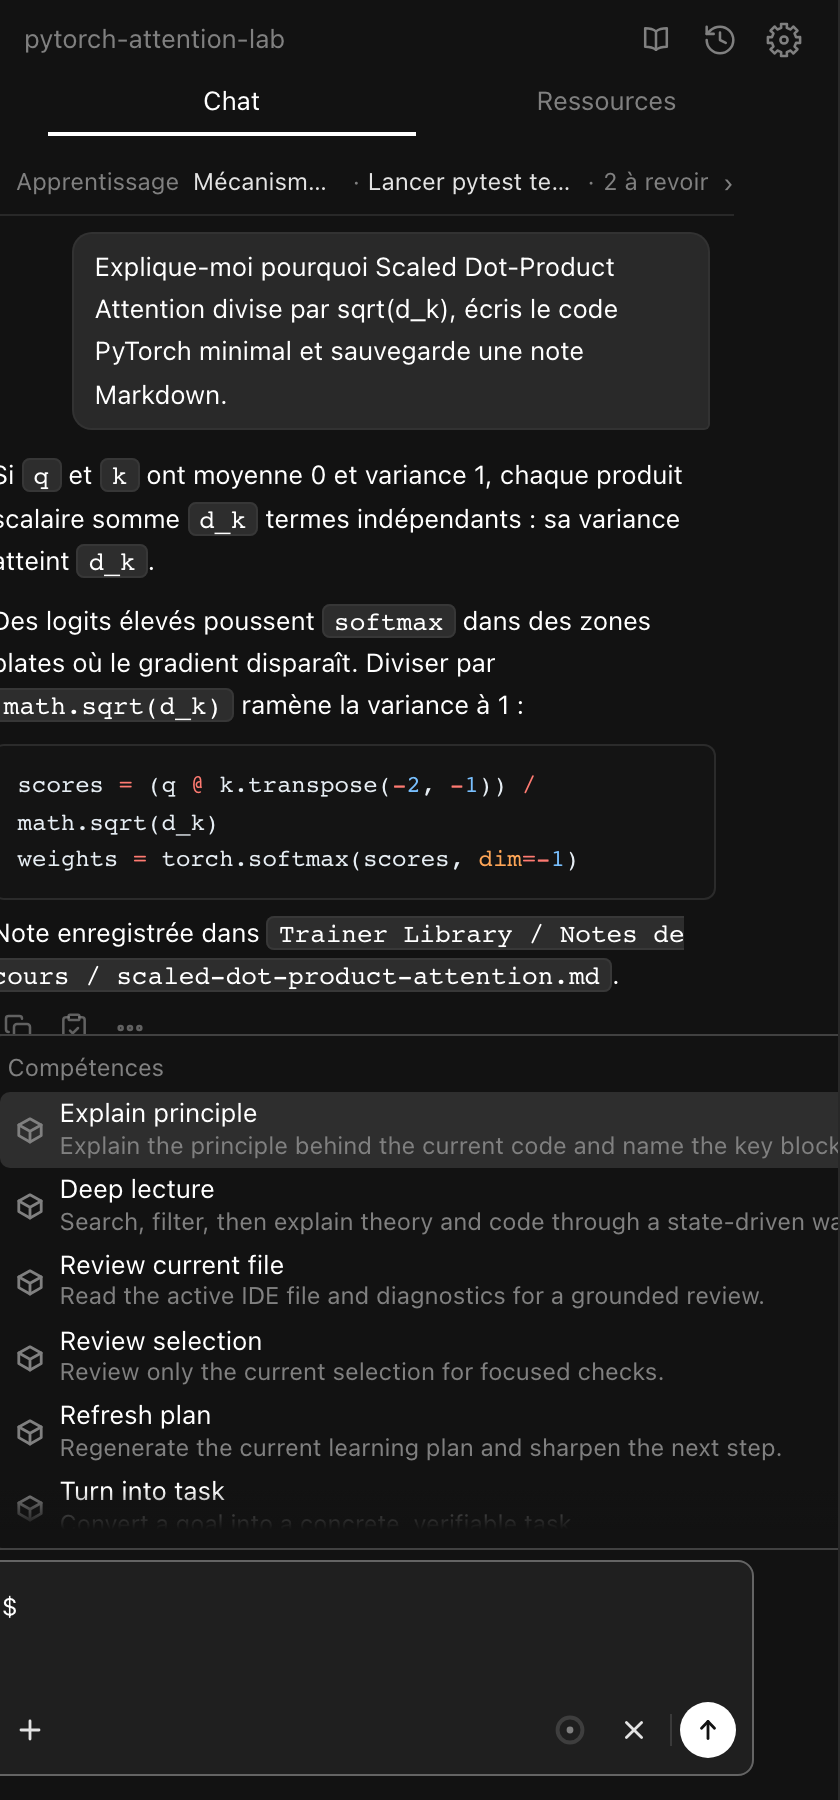 pytorch-attention-lab
Chat
Ressources
Apprentissage Mécanism... · Lancer pytest te... · 2 à revoir ›
Explique-moi pourquoi Scaled Dot-Product
Attention divise par sqrt(d_k), écris le code
PyTorch minimal et sauvegarde une note
Markdown.
Si q et k ont moyenne 0 et variance 1, chaque produit
scalaire somme d_k termes indépendants : sa variance
atteint d_k.
Des logits élevés poussent softmax dans des zones
plates où le gradient disparaît. Diviser par
math.sqrt(d_k) ramène la variance à 1 :
scores = (q @ k.transpose(-2, -1)) /
math.sqrt(d_k)
weights = torch.softmax(scores, dim=-1)
Note enregistrée dans Trainer Library / Notes de
cours / scaled-dot-product-attention.md.
Compétences
Explain principle
Explain the principle behind the current code and name the key block
Deep lecture
Search, filter, then explain theory and code through a state-driven wa
Review current file
Read the active IDE file and diagnostics for a grounded review.
Review selection
Review only the current selection for focused checks.
Refresh plan
Regenerate the current learning plan and sharpen the next step.
Turn into task
Convert a goal into a concrete, verifiable task
$